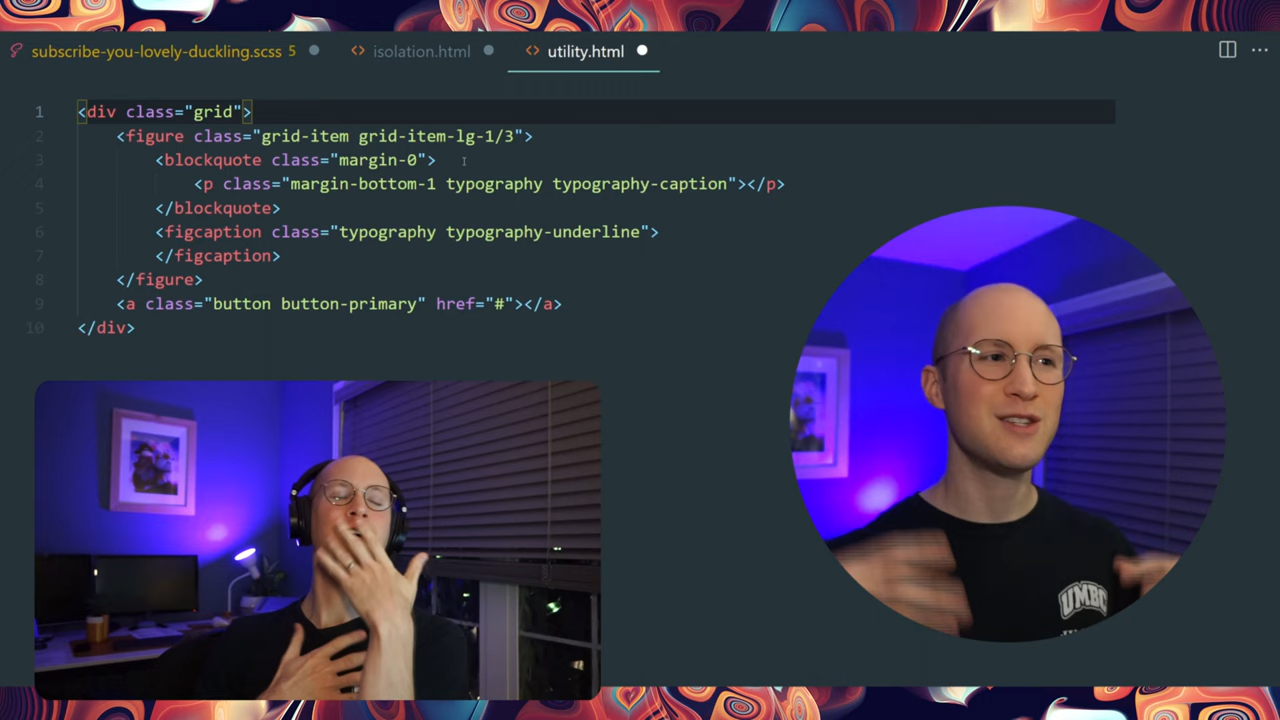 subscribe-you-lovely-duckling.scss 5
isolation.html
utility.html
1 <div class="grid">
2 <figure class="grid-item grid-item-lg-1/3">
3 <blockquote class="margin-0">
4 <p class="margin-bottom-1 typography typography-caption"></p>
5 </blockquote>
6 <figcaption class="typography typography-underline">
7 </figcaption>
8 </figure>
9 <a class="button button-primary" href="#"></a>
10 </div>
UMBC